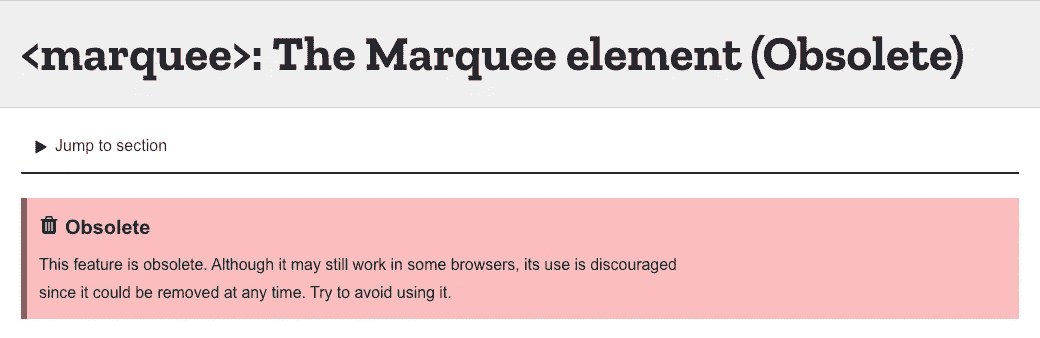 <marquee>: The Marquee element (Obsolete)
Jump to section
Obsolete
This feature is obsolete. Although it may still work in some browsers, its use is discouraged
since it could be removed at any time. Try to avoid using it.